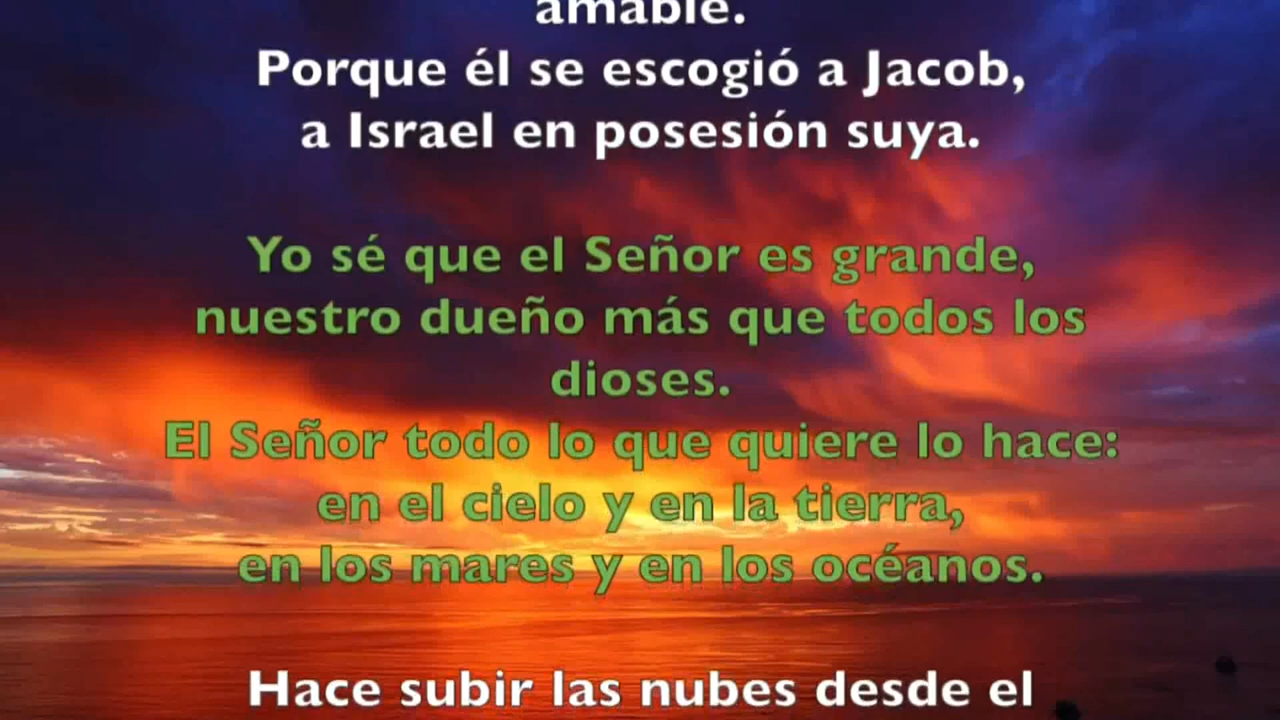 amable.
Porque él se escogió a Jacob,
a Israel en posesión suya.
Yo sé que el Señor es grande,
nuestro dueño más que todos los
dioses.
El Señor todo lo que quiere lo hace:
en el cielo y en la tierra,
en los mares y en los océanos.
Hace subir las nubes desde el